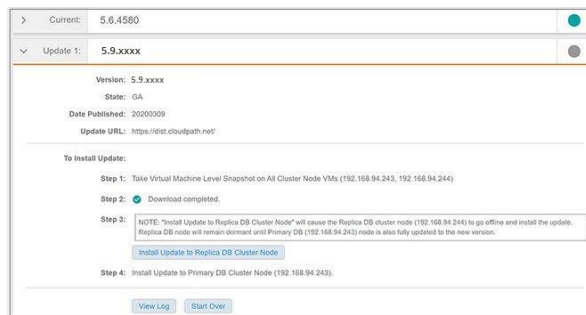 Current: 5.6.4580
Update 1: 5.9.xxxx
Version: 5.9.xxxx
State: GA
Date Published: 20200309
Update URL: https://dist.cloudpath.net/
To Install Update:
Step 1: Take Virtual Machine Level Snapshot on All Cluster Node VMs (192.168.94.243, 192.168.94.244)
Step 2: Download completed.
Step 3: NOTE: "Install Update to Replica DB Cluster Node" will cause the Replica DB cluster node (192.168.94.244) to go offline and install the update.
Replica DB node will remain dormant until Primary DB (192.168.94.243) node is also fully updated to the new version.
Install Update to Replica DB Cluster Node
Step 4: Install Update to Primary DB Cluster Node (192.168.94.243).
View Log Start Over